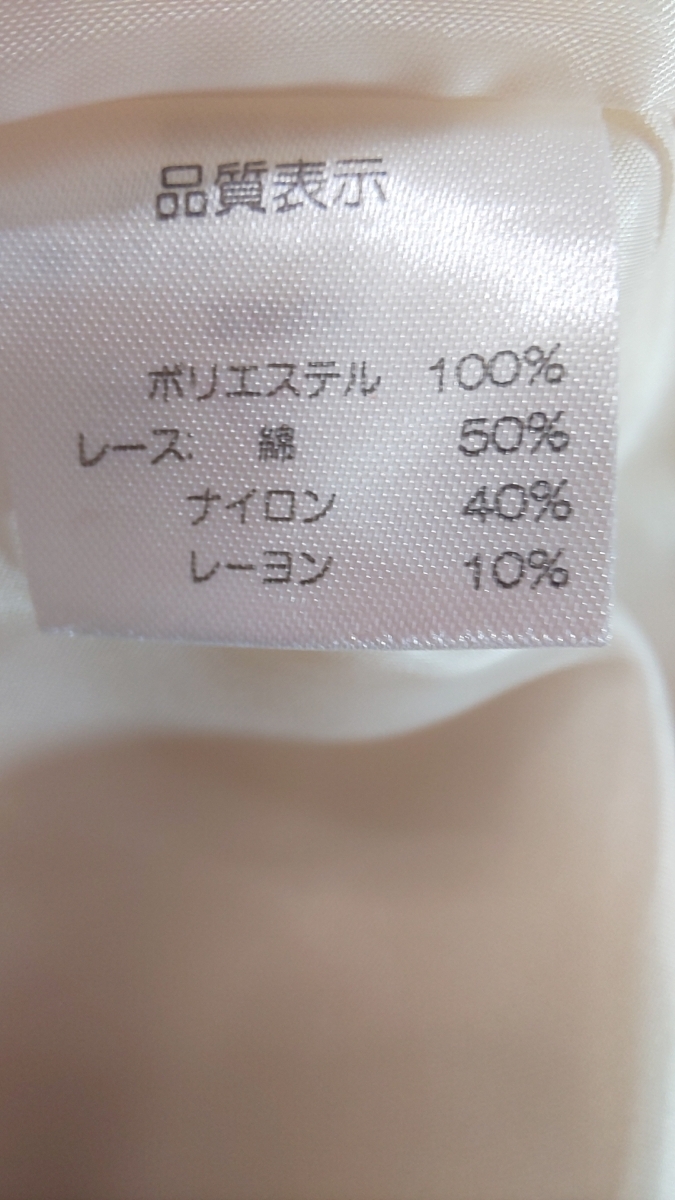 品質表示
ポリエステル 100%
レース: 綿 50%
ナイロン 40%
レーヨン 10%